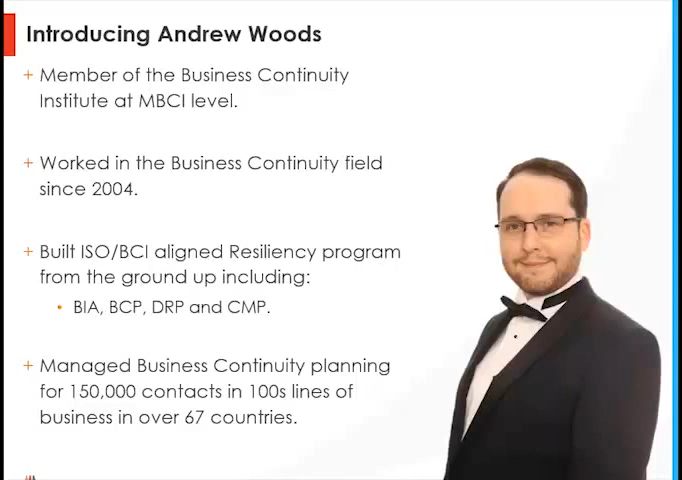 Introducing Andrew Woods
+ Member of the Business Continuity
Institute at MBCI level.
+ Worked in the Business Continuity field
since 2004.
+ Built ISO/BCI aligned Resiliency program
from the ground up including:
• BIA, BCP, DRP and CMP.
+ Managed Business Continuity planning
for 150,000 contacts in 100s lines of
business in over 67 countries.